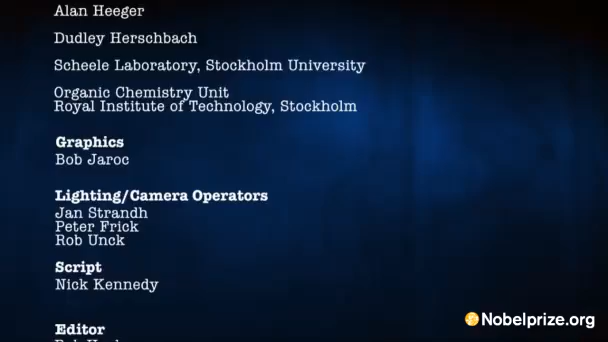 Alan Heeger
Dudley Herschbach
Scheele Laboratory, Stockholm University
Organic Chemistry Unit
Royal Institute of Technology, Stockholm
Graphics
Bob Jaroc
Lighting/Camera Operators
Jan Strandh
Peter Frick
Rob Unck
Script
Nick Kennedy
Editor
Nobelprize.org